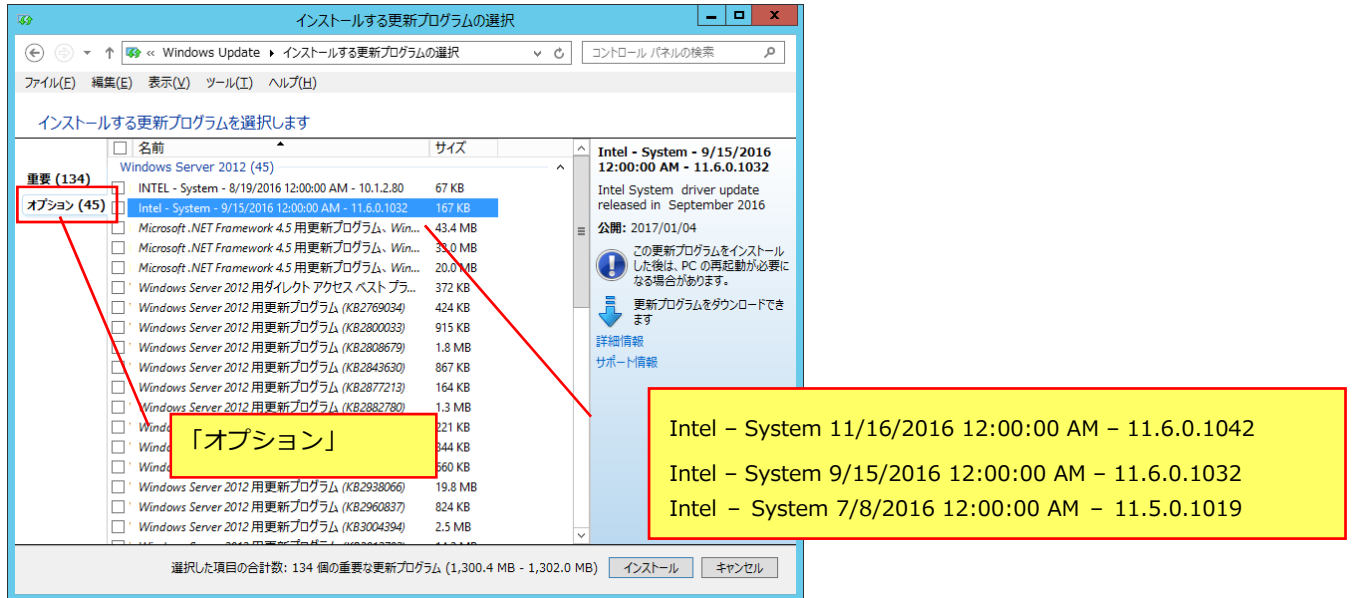 インストールする更新プログラムの選択
« Windows Update ▸ インストールする更新プログラムの選択
コントロール パネルの検索
ファイル(F) 編集(E) 表示(V) ツール(T) ヘルプ(H)
インストールする更新プログラムを選択します
重要 (134)
オプション (45)
名前 サイズ
Windows Server 2012 (45)
INTEL - System - 8/19/2016 12:00:00 AM - 10.1.2.80 67 KB
Intel - System - 9/15/2016 12:00:00 AM - 11.6.0.1032 167 KB
Microsoft .NET Framework 4.5 用更新プログラム、Win... 43.4 MB
Microsoft .NET Framework 4.5 用更新プログラム、Win... MB
Microsoft .NET Framework 4.5 用更新プログラム、Win... 20.0 MB
Windows Server 2012 用ダイレクト アクセス ベスト プラ... 372 KB
Windows Server 2012 用更新プログラム (KB2769034) 424 KB
Windows Server 2012 用更新プログラム (KB2800033) 915 KB
Windows Server 2012 用更新プログラム (KB2808679) 1.8 MB
Windows Server 2012 用更新プログラム (KB2843630) 867 KB
Windows Server 2012 用更新プログラム (KB2877213) 164 KB
Windows Server 2012 用更新プログラム (KB2882780) 1.3 MB
221 KB
KB
KB
Windows Server 2012 用更新プログラム (KB2938066) 19.8 MB
Windows Server 2012 用更新プログラム (KB2960837) 824 KB
Windows Server 2012 用更新プログラム (KB3004394) 2.5 MB
Intel - System - 9/15/2016
12:00:00 AM - 11.6.0.1032
Intel System driver update
released in September 2016
公開: 2017/01/04
この更新プログラムをインストール
した後は、PC の再起動が必要に
なる場合があります。
更新プログラムをダウンロードでき
ます
詳細情報
サポート情報
「オプション」
Intel – System 11/16/2016 12:00:00 AM – 11.6.0.1042
Intel – System 9/15/2016 12:00:00 AM – 11.6.0.1032
Intel – System 7/8/2016 12:00:00 AM – 11.5.0.1019
選択した項目の合計数: 134 個の重要な更新プログラム (1,300.4 MB - 1,302.0 MB) インストール キャンセル